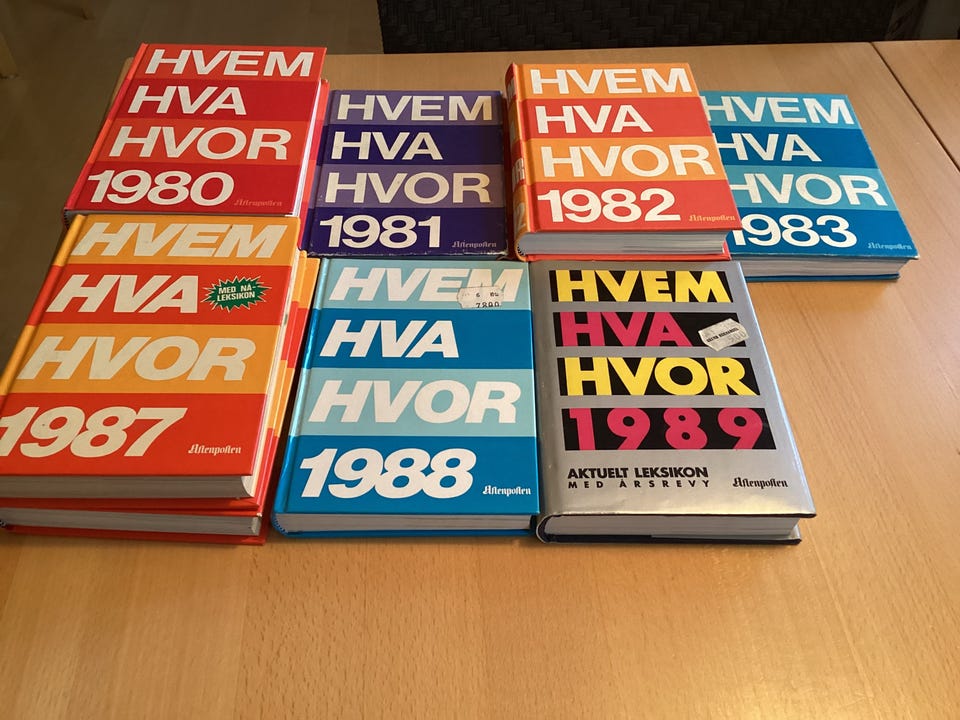 HVEM
HVA
HVOR
1980
Aftenposten
HVEM
HVA
HVOR
1981
Aftenposten
HVEM
HVA
HVOR
1982
Aftenposten
HVEM
HVA
HVOR
1983
Aftenposten
HVEM
HVA
MED NÅ-
LEKSIKON
HVOR
1987
Aftenposten
HVEM
HVA
HVOR
1988
Aftenposten
HVEM
HVA
HVOR
1989
AKTUELT LEKSIKON
MED ÅRSREVY
Aftenposten